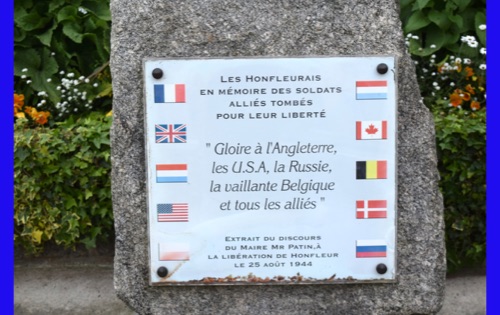 LES HONFLEURAIS
EN MÉMOIRE DES SOLDATS
ALLIÉS TOMBÉS
POUR LEUR LIBERTÉ
" Gloire à l'Angleterre,
les U.S.A, la Russie,
la vaillante Belgique
et tous les alliés "
EXTRAIT DU DISCOURS
DU MAIRE MR PATIN,À
LA LIBÉRATION DE HONFLEUR
LE 25 AOÛT 1944